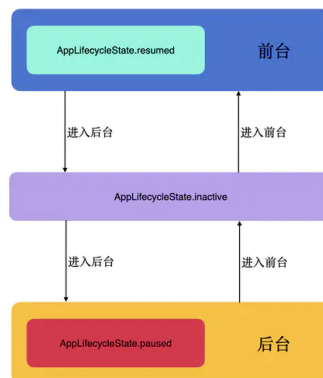 AppLifecycleState.resumed
前台
进入后台
进入前台
AppLifecycleState.inactive
进入后台
进入前台
AppLifecycleState.paused
后台